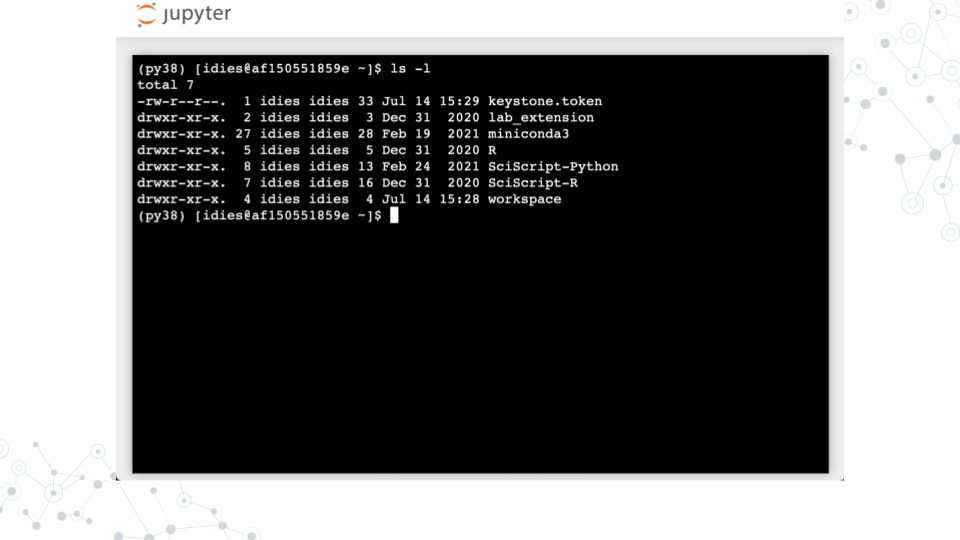 jupyter
(py38) [idies@af150551859e ~]$ ls -l
total 7
-rw-r--r--.  1 idies idies 33 Jul 14 15:29 keystone.token
drwxr-xr-x.  2 idies idies  3 Dec 31  2020 lab_extension
drwxr-xr-x. 27 idies idies 28 Feb 19  2021 miniconda3
drwxr-xr-x.  5 idies idies  5 Dec 31  2020 R
drwxr-xr-x.  8 idies idies 13 Feb 24  2021 SciScript-Python
drwxr-xr-x.  7 idies idies 16 Dec 31  2020 SciScript-R
drwxr-xr-x.  4 idies idies  4 Jul 14 15:28 workspace
(py38) [idies@af150551859e ~]$